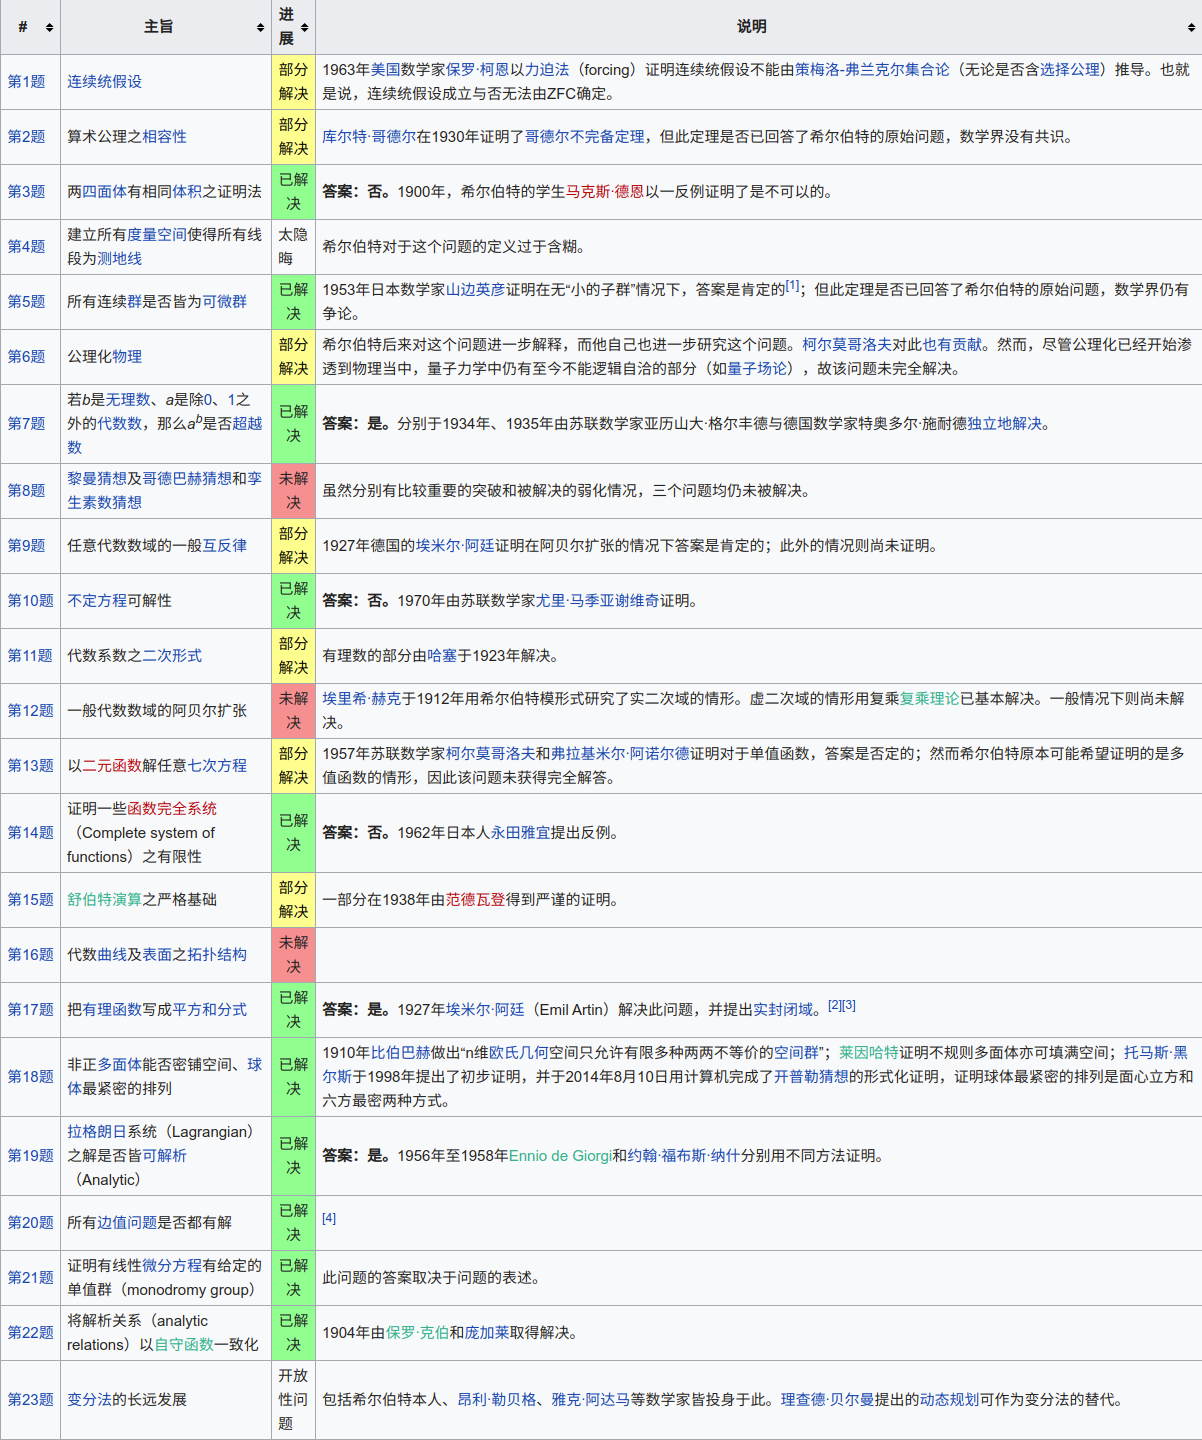 #
主旨
进
展
说明
第1题
连续统假设
部分
解决
1963年美国数学家保罗·柯恩以力迫法（forcing）证明连续统假设不能由策梅洛-弗兰克尔集合论（无论是否含选择公理）推导。也就
是说，连续统假设成立与否无法由ZFC确定。
第2题
算术公理之相容性
部分
解决
库尔特·哥德尔在1930年证明了哥德尔不完备定理，但此定理是否已回答了希尔伯特的原始问题，数学界没有共识。
第3题
两四面体有相同体积之证明法
已解
决
答案：否。1900年，希尔伯特的学生马克斯·德恩以一反例证明了是不可以的。
第4题
建立所有度量空间使得所有线
段为测地线
太隐
晦
希尔伯特对于这个问题的定义过于含糊。
第5题
所有连续群是否皆为可微群
已解
决
1953年日本数学家山边英彦证明在无“小的子群”情况下，答案是肯定的[1]；但此定理是否已回答了希尔伯特的原始问题，数学界仍有
争论。
第6题
公理化物理
部分
解决
希尔伯特后来对这个问题进一步解释，而他自己也进一步研究这个问题。柯尔莫哥洛夫对此也有贡献。然而，尽管公理化已经开始渗
透到物理当中，量子力学中仍有至今不能逻辑自洽的部分（如量子场论），故该问题未完全解决。
第7题
若b是无理数、a是除0、1之
外的代数数，那么a^b是否超越
数
已解
决
答案：是。分别于1934年、1935年由苏联数学家亚历山大·格尔丰德与德国数学家特奥多尔·施耐德独立地解决。
第8题
黎曼猜想及哥德巴赫猜想和孪
生素数猜想
未解
决
虽然分别有比较重要的突破和被解决的弱化情况，三个问题均仍未被解决。
第9题
任意代数数域的一般互反律
部分
解决
1927年德国的埃米尔·阿廷证明在阿贝尔扩张的情况下答案是肯定的；此外的情况则尚未证明。
第10题
不定方程可解性
已解
决
答案：否。1970年由苏联数学家尤里·马季亚谢维奇证明。
第11题
代数系数之二次形式
部分
解决
有理数的部分由哈塞于1923年解决。
第12题
一般代数数域的阿贝尔扩张
未解
决
埃里希·赫克于1912年用希尔伯特模形式研究了实二次域的情形。虚二次域的情形用复乘复乘理论已基本解决。一般情况下则尚未解
决。
第13题
以二元函数解任意七次方程
部分
解决
1957年苏联数学家柯尔莫哥洛夫和弗拉基米尔·阿诺尔德证明对于单值函数，答案是否定的；然而希尔伯特原本可能希望证明的是多
值函数的情形，因此该问题未获得完全解答。
第14题
证明一些函数完全系统
（Complete system of
functions）之有限性
已解
决
答案：否。1962年日本人永田雅宜提出反例。
第15题
舒伯特演算之严格基础
部分
解决
一部分在1938年由范德瓦登得到严谨的证明。
第16题
代数曲线及表面之拓扑结构
未解
决
第17题
把有理函数写成平方和分式
已解
决
答案：是。1927年埃米尔·阿廷（Emil Artin）解决此问题，并提出实封闭域。[2][3]
第18题
非正多面体能否密铺空间、球
体最紧密的排列
已解
决
1910年比伯巴赫做出“n维欧氏几何空间只允许有限多种两两不等价的空间群”；莱因哈特证明不规则多面体亦可填满空间；托马斯·黑
尔斯于1998年提出了初步证明，并于2014年8月10日用计算机完成了开普勒猜想的形式化证明，证明球体最紧密的排列是面心立方和
六方最密两种方式。
第19题
拉格朗日系统（Lagrangian）
之解是否皆可解析
（Analytic）
已解
决
答案：是。1956年至1958年Ennio de Giorgi和约翰·福布斯·纳什分别用不同方法证明。
第20题
所有边值问题是否都有解
已解
决
[4]
第21题
证明有线性微分方程有给定的
单值群（monodromy group）
已解
决
此问题的答案取决于问题的表述。
第22题
将解析关系（analytic
relations）以自守函数一致化
已解
决
1904年由保罗·克伯和庞加莱取得解决。
第23题
变分法的长远发展
开放
性问
题
包括希尔伯特本人、昂利·勒贝格、雅克·阿达马等数学家皆投身于此。理查德·贝尔曼提出的动态规划可作为变分法的替代。